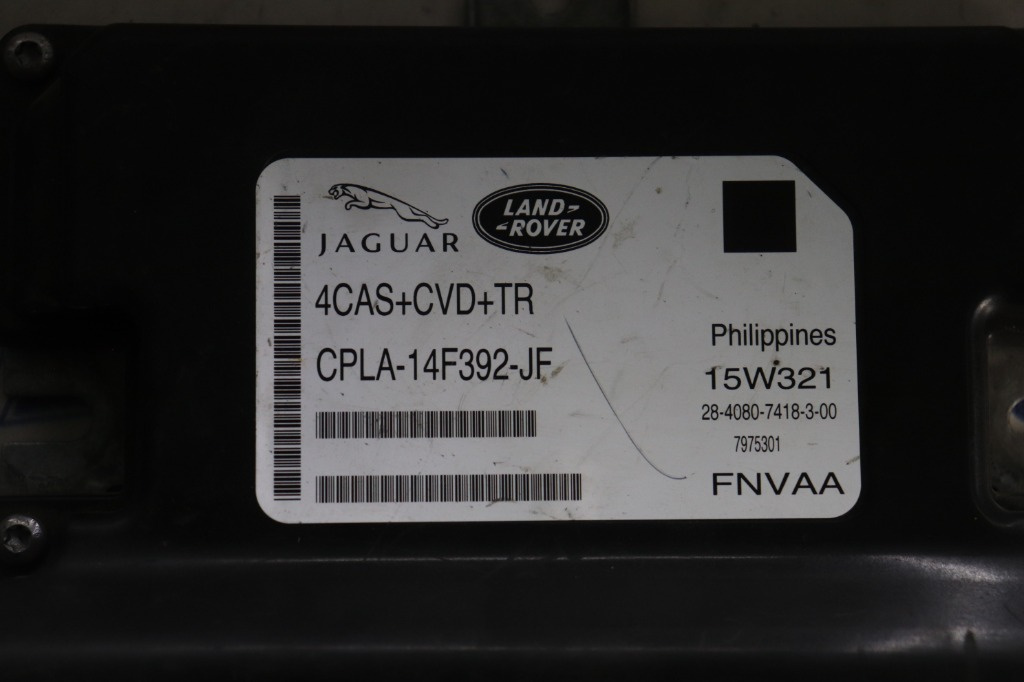 JAGUAR
LAND
ROVER
4CAS+CVD+TR
CPLA-14F392-JF
Philippines
15W321
28-4080-7418-3-00
7975301
FNVAA